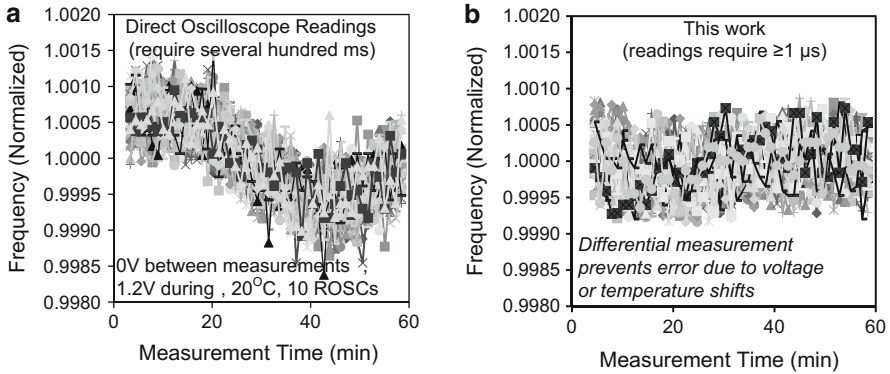 a
Direct Oscilloscope Readings
(require several hundred ms)
1.0020
1.0015
1.0010
1.0005
1.0000
0.9995
0.9990
0.9985
0.9980
Frequency (Normalized)
0V between measurements ,
1.2V during , 20°C, 10 ROSCs
0 20 40 60
Measurement Time (min)
b
This work
(readings require ≥1 µs)
1.0020
1.0015
1.0010
1.0005
1.0000
0.9995
0.9990
0.9985
0.9980
Frequency (Normalized)
Differential measurement
prevents error due to voltage
or temperature shifts
0 20 40 60
Measurement Time (min)